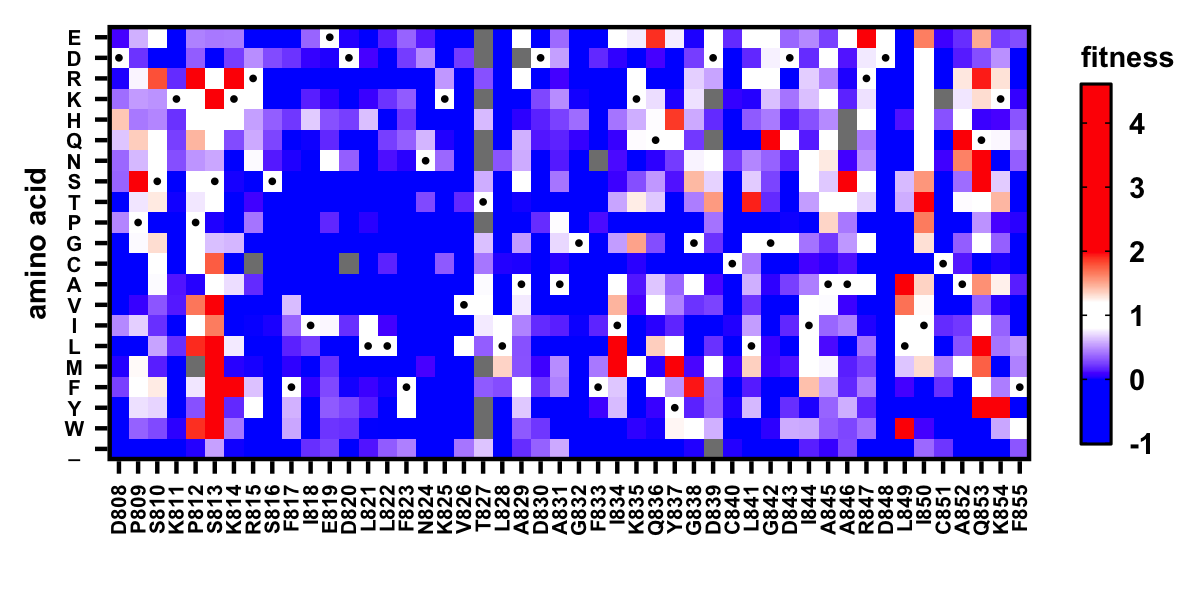 fitness
4
3
2
1
0
-1
amino acid
E
D
R
K
H
Q
N
S
T
P
G
C
A
V
I
L
M
F
Y
W
_
D808
P809
S810
K811
P812
S813
K814
R815
S816
F817
I818
E819
D820
L821
L822
F823
N824
K825
V826
T827
L828
A829
D830
A831
G832
F833
I834
K835
Q836
Y837
G838
D839
C840
L841
G842
D843
I844
A845
A846
R847
D848
L849
I850
C851
A852
Q853
K854
F855